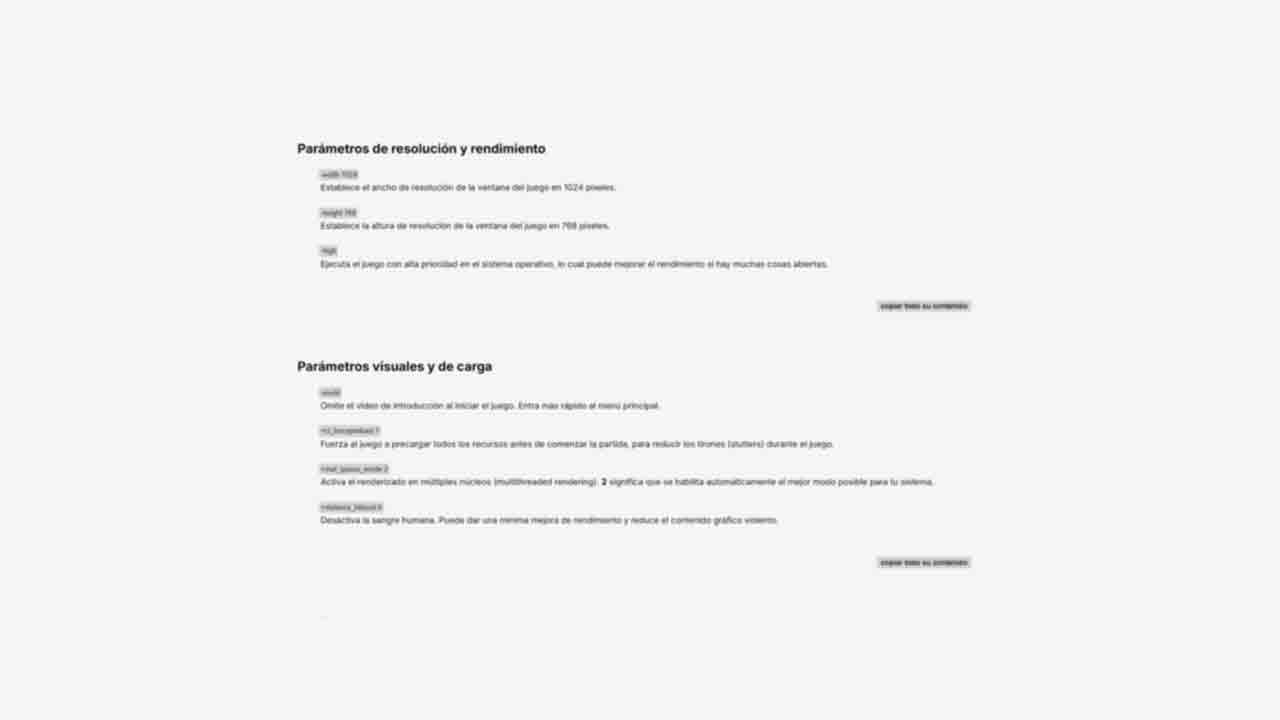 Parámetros de resolución y rendimiento
-width 1024
Establece el ancho de resolución de la ventana del juego en 1024 píxeles.
-height 768
Establece la altura de resolución de la ventana del juego en 768 píxeles.
-high
Ejecuta el juego con alta prioridad en el sistema operativo, lo cual puede mejorar el rendimiento si hay muchas cosas abiertas.
copiar todo su contenido
Parámetros visuales y de carga
Omite el video de introducción al iniciar el juego. Entra más rápido al menú principal.
+cl_forcepreload 1
Fuerza al juego a precargar todos los recursos antes de comenzar la partida, para reducir los tirones (stutters) durante el juego.
+mat_queue_mode 2
Activa el renderizado en múltiples núcleos (multithreaded rendering). 2 significa que se habilita automáticamente el mejor modo posible para tu sistema.
+violence_hblood 0
Desactiva la sangre humana. Puede dar una mínima mejora de rendimiento y reduce el contenido gráfico violento.
copiar todo su contenido